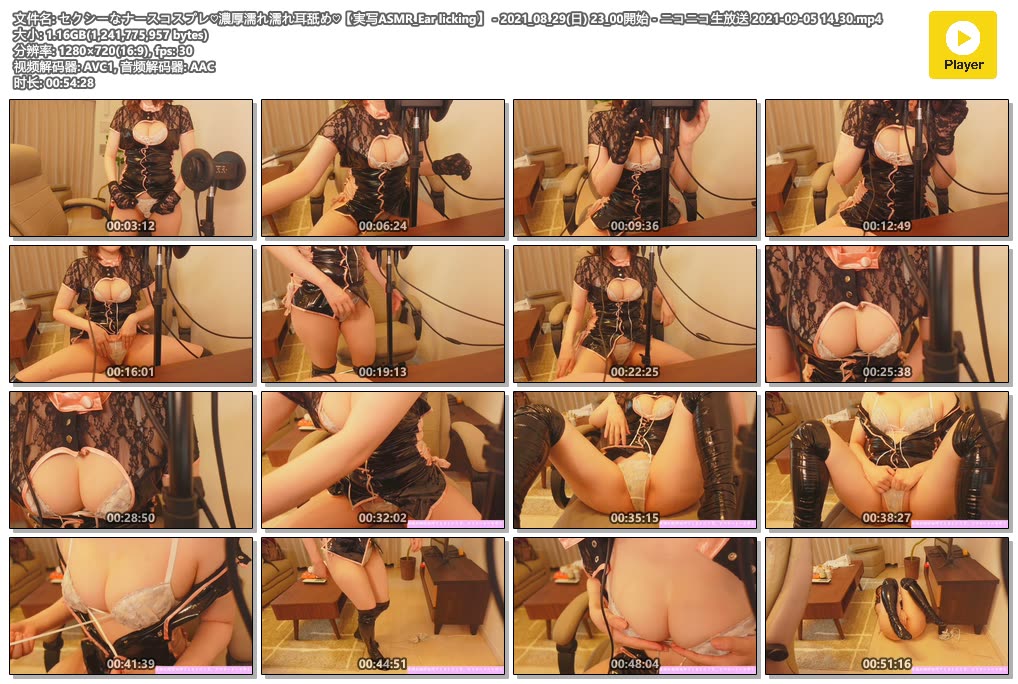 文件名: セクシーなナースコスプレ♡濃厚濡れ濡れ耳舐め♡【実写ASMR_Ear licking】 - 2021_08_29(日) 23_00開始 - ニコニコ生放送 2021-09-05 14_30.mp4
大小: 1.16GB(1,241,775,957 bytes)
分辨率: 1280×720(16:9), fps: 30
视频解码器: AVC1, 音频解码器: AAC
时长: 00:54:28
Player
00:03:12
00:06:24
00:09:36
00:12:49
00:16:01
00:19:13
00:22:25
00:25:38
00:28:50
00:32:02
00:35:15
00:38:27
00:41:39
00:44:51
00:48:04
00:51:16